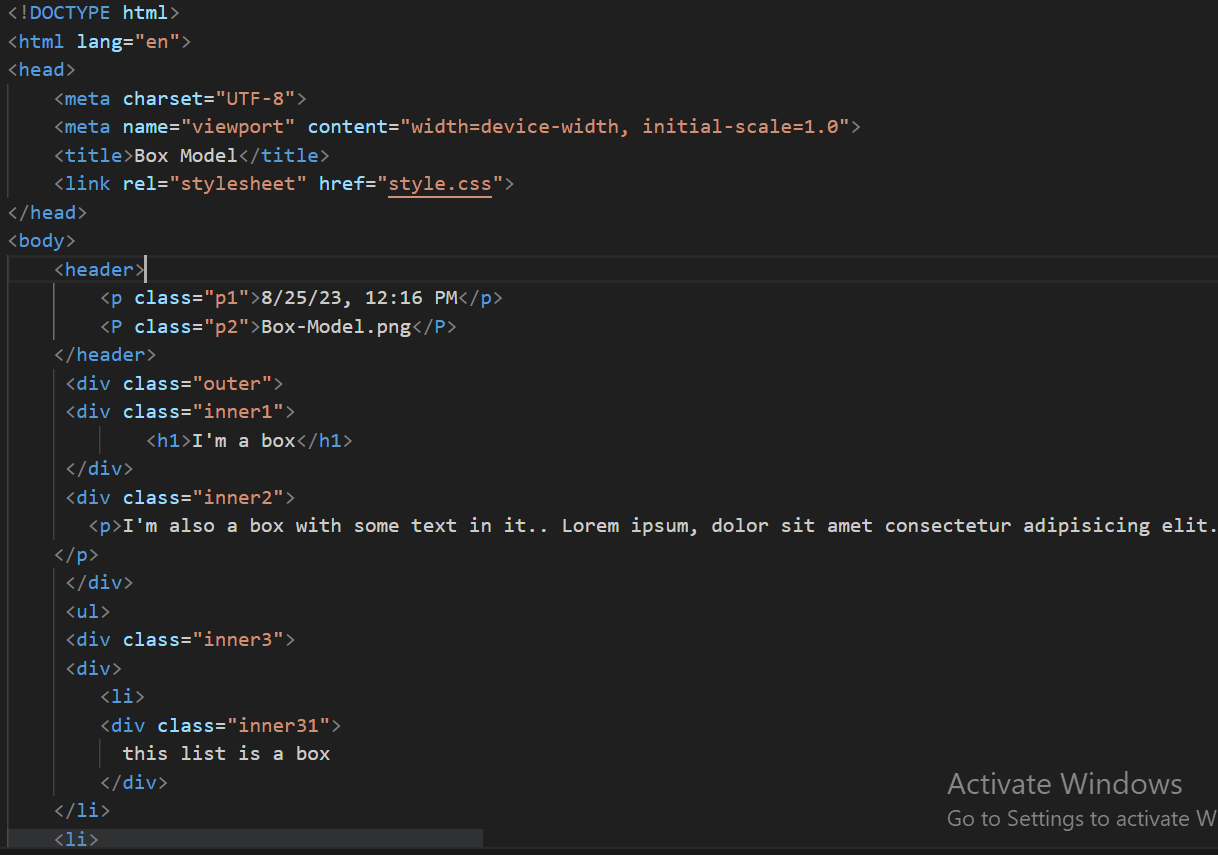 <!DOCTYPE html>
<html lang="en">
<head>
    <meta charset="UTF-8">
    <meta name="viewport" content="width=device-width, initial-scale=1.0">
    <title>Box Model</title>
    <link rel="stylesheet" href="style.css">
</head>
<body>
    <header>
        <p class="p1">8/25/23, 12:16 PM</p>
        <P class="p2">Box-Model.png</P>
    </header>
     <div class="outer">
     <div class="inner1">
            <h1>I'm a box</h1>
     </div>
     <div class="inner2">
       <p>I'm also a box with some text in it.. Lorem ipsum, dolor sit amet consectetur adipisicing elit.
    </p>
     </div>
     <ul>
     <div class="inner3">
     <div>
        <li>
        <div class="inner31">
          this list is a box
        </div>
    </li>
    <li>
Activate Windows
Go to Settings to activate W